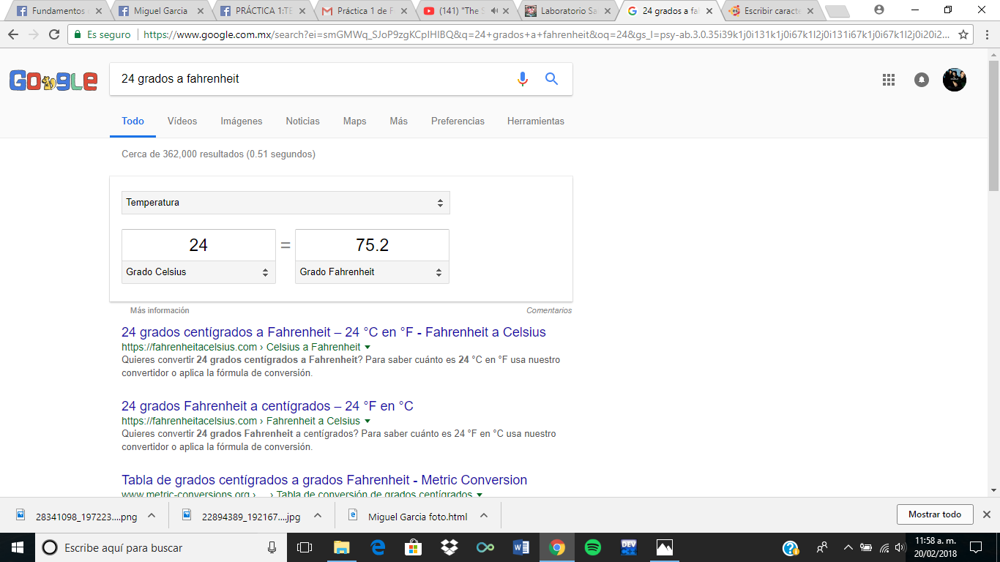 Fundamentos
Miguel Garcia
PRÁCTICA 1:TE
Práctica 1 de F
(141) "The S
Laboratorio Sa
24 grados a fa
Escribir caract
Es seguro
https://www.google.com.mx/search?ei=smGMWq_SJoP9zgKCpIHIBQ&q=24+grados+a+fahrenheit&oq=24&gs_l=psy-ab.3.0.35i39k1j0i131k1j0i67k1l2j0i131i67k1j0i67k1l2j0i20i2...
Google
24 grados a fahrenheit
Todo
Vídeos
Imágenes
Noticias
Maps
Más
Preferencias
Herramientas
Cerca de 362,000 resultados (0.51 segundos)
Temperatura
24 = 75.2
Grado Celsius
Grado Fahrenheit
Más información
Comentarios
24 grados centígrados a Fahrenheit – 24 °C en °F - Fahrenheit a Celsius
https://fahrenheitacelsius.com › Celsius a Fahrenheit
Quieres convertir 24 grados centígrados a Fahrenheit? Para saber cuánto es 24 °C en °F usa nuestro
convertidor o aplica la fórmula de conversión.
24 grados Fahrenheit a centígrados – 24 °F en °C
https://fahrenheitacelsius.com › Fahrenheit a Celsius
Quieres convertir 24 grados Fahrenheit a centígrados? Para saber cuánto es 24 °F en °C usa nuestro
convertidor o aplica la fórmula de conversión.
Tabla de grados centígrados a grados Fahrenheit - Metric Conversion
www.metric-conversions.org › ... › Tabla de conversión de grados centígrados
28341098_197223....png
22894389_192167....jpg
Miguel Garcia foto.html
Mostrar todo
Escribe aquí para buscar
DEV
11:58 a. m.
20/02/2018